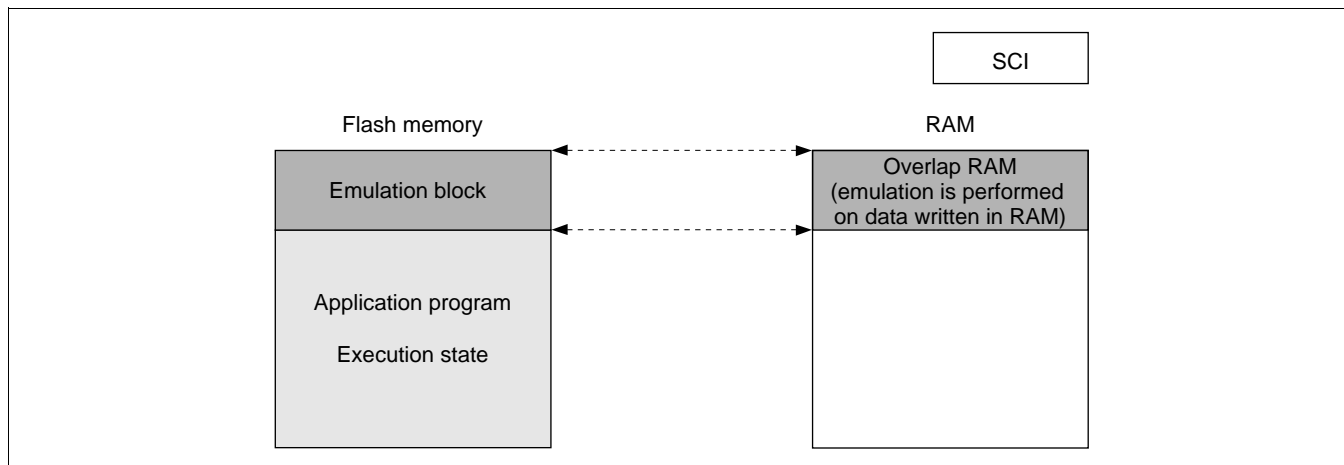 SCI
Flash memory
RAM
Emulation block
Overlap RAM
(emulation is performed
on data written in RAM)
Application program
Execution state